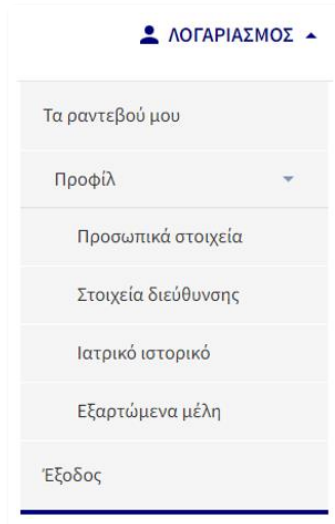 ΛΟΓΑΡΙΑΣΜΟΣ
Τα ραντεβού μου
Προφίλ
Προσωπικά στοιχεία
Στοιχεία διεύθυνσης
Ιατρικό ιστορικό
Εξαρτώμενα μέλη
Έξοδος